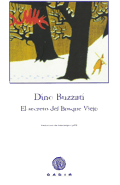 Dino Buzzati
El secreto del Bosque Viejo
GADIR